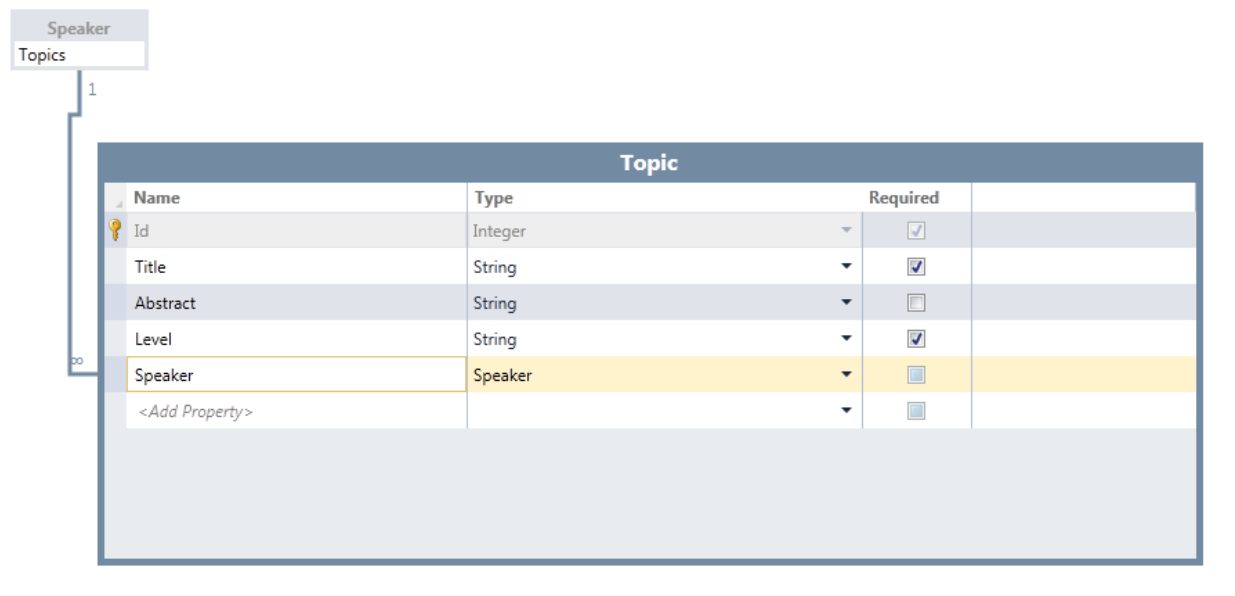 Speaker
Topics
1
Topic
Name Type Required
Id Integer
Title String
Abstract String
Level String
∞
Speaker Speaker
<Add Property>